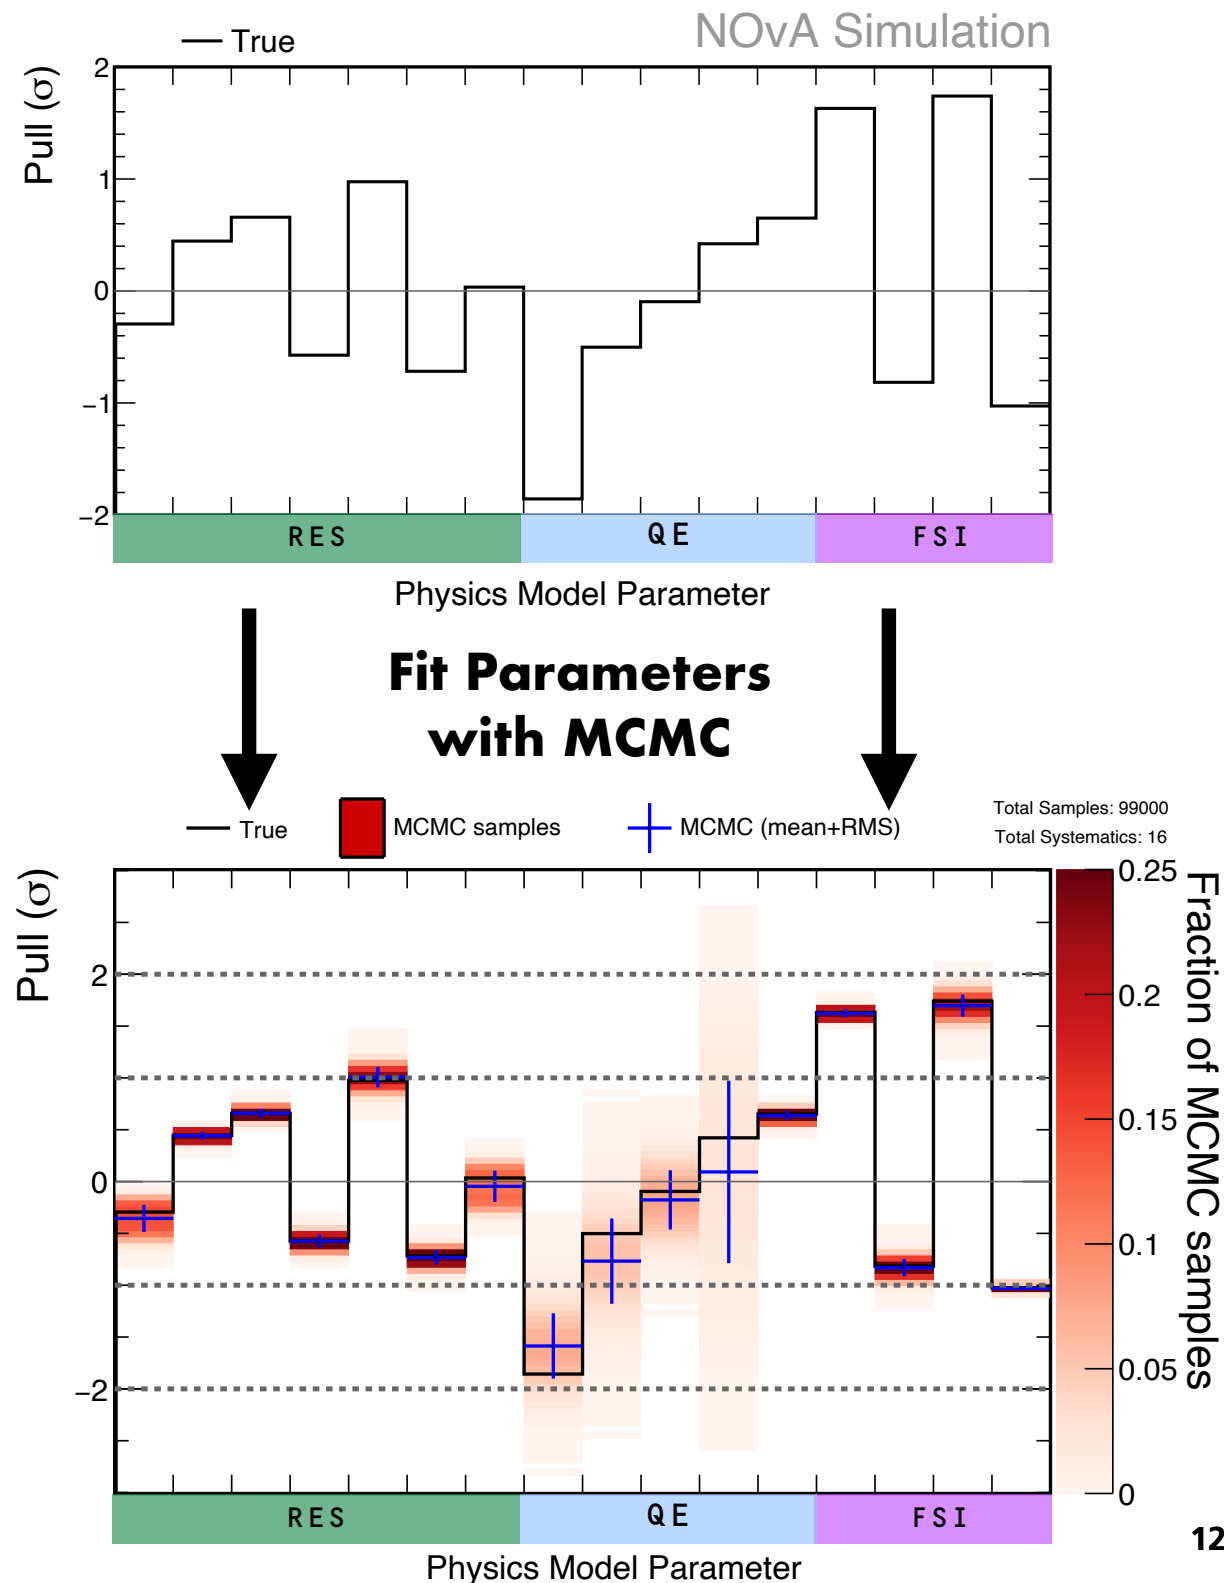 True
NOvA Simulation
Pull (σ)
2
1
0
−1
−2
RES
QE
FSI
Physics Model Parameter
Fit Parameters
with MCMC
True
MCMC samples
MCMC (mean+RMS)
Total Samples: 99000
Total Systematics: 16
Pull (σ)
2
0
−2
0.25
0.2
0.15
0.1
0.05
0
Fraction of MCMC samples
RES
QE
FSI
Physics Model Parameter
12